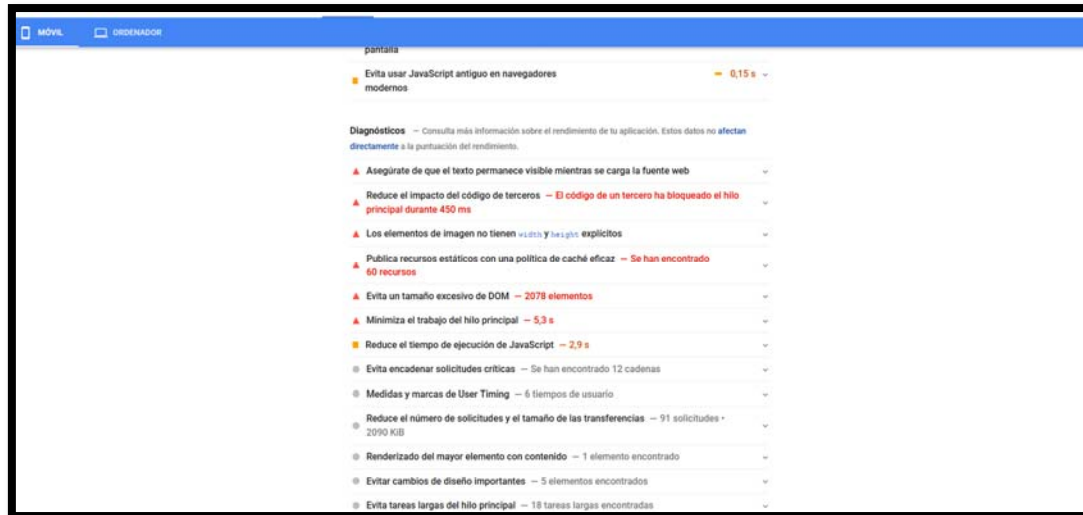 MÓVIL
ORDENADOR
pantalla
Evita usar JavaScript antiguo en navegadores
modernos
— 0,15 s
Diagnósticos — Consulta más información sobre el rendimiento de tu aplicación. Estos datos no afectan
directamente a la puntuación del rendimiento.
Asegúrate de que el texto permanece visible mientras se carga la fuente web
Reduce el impacto del código de terceros — El código de un tercero ha bloqueado el hilo
principal durante 450 ms
Los elementos de imagen no tienen width y height explícitos
Publica recursos estáticos con una política de caché eficaz — Se han encontrado
60 recursos
Evita un tamaño excesivo de DOM — 2078 elementos
Minimiza el trabajo del hilo principal — 5,3 s
Reduce el tiempo de ejecución de JavaScript — 2,9 s
Evita encadenar solicitudes críticas — Se han encontrado 12 cadenas
Medidas y marcas de User Timing — 6 tiempos de usuario
Reduce el número de solicitudes y el tamaño de las transferencias — 91 solicitudes •
2090 KiB
Renderizado del mayor elemento con contenido — 1 elemento encontrado
Evitar cambios de diseño importantes — 5 elementos encontrados
Evita tareas largas del hilo principal — 18 tareas largas encontradas